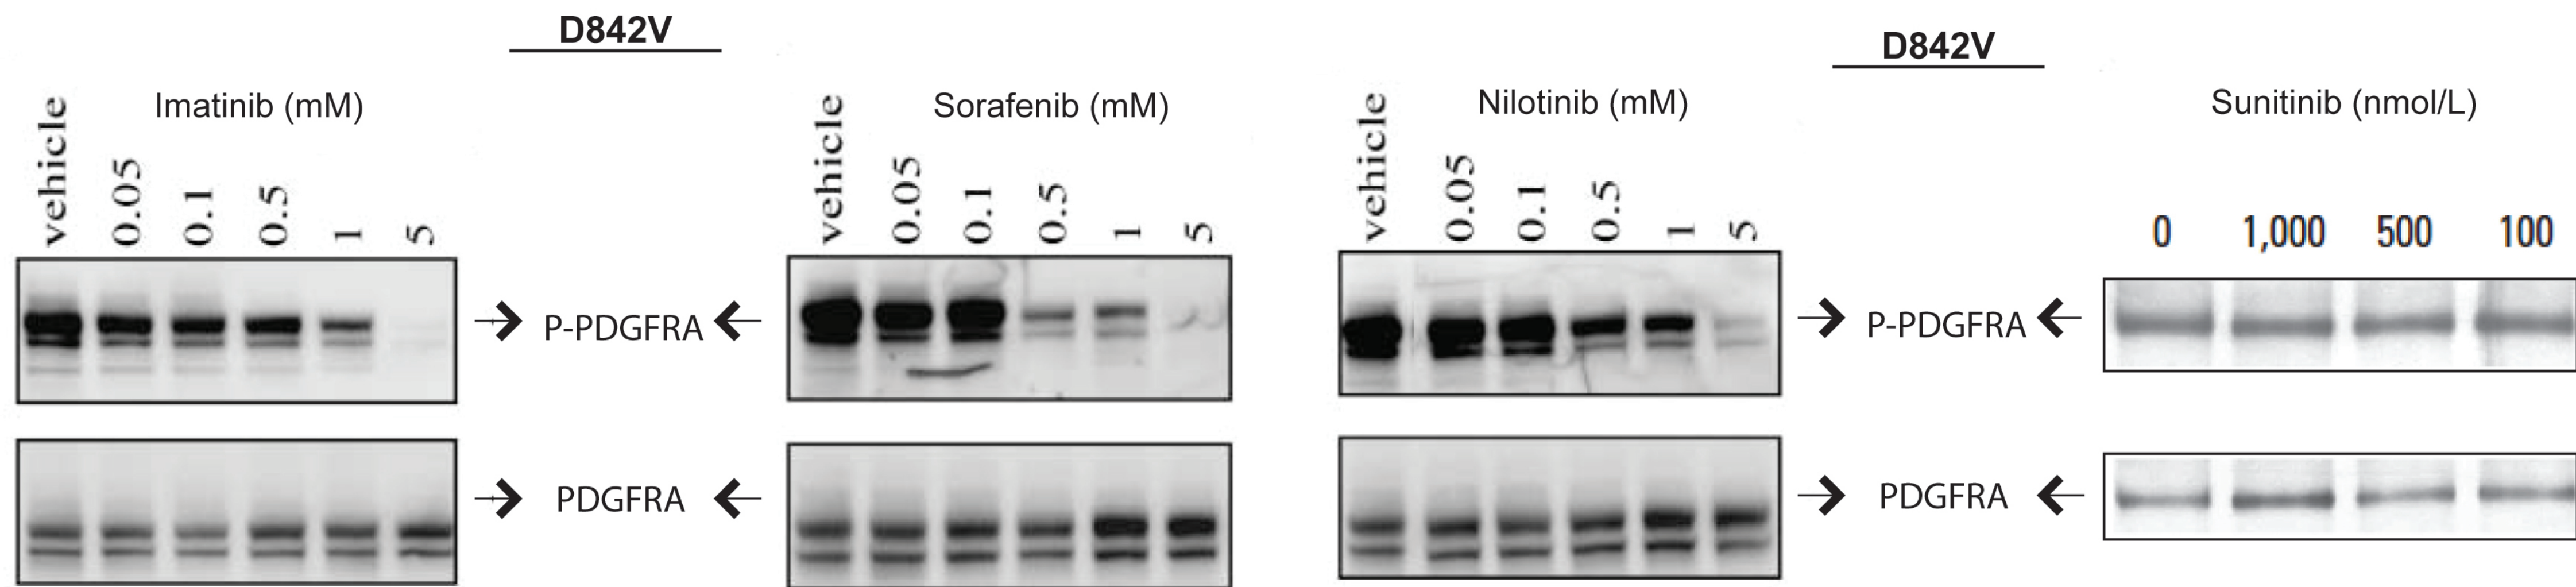 D842V
D842V
Imatinib (mM)
Sorafenib (mM)
Nilotinib (mM)
Sunitinib (nmol/L)
vehicle 0.05 0.1 0.5 1 5
vehicle 0.05 0.1 0.5 1 5
vehicle 0.05 0.1 0.5 1 5
0 1,000 500 100
P-PDGFRA
P-PDGFRA
PDGFRA
PDGFRA